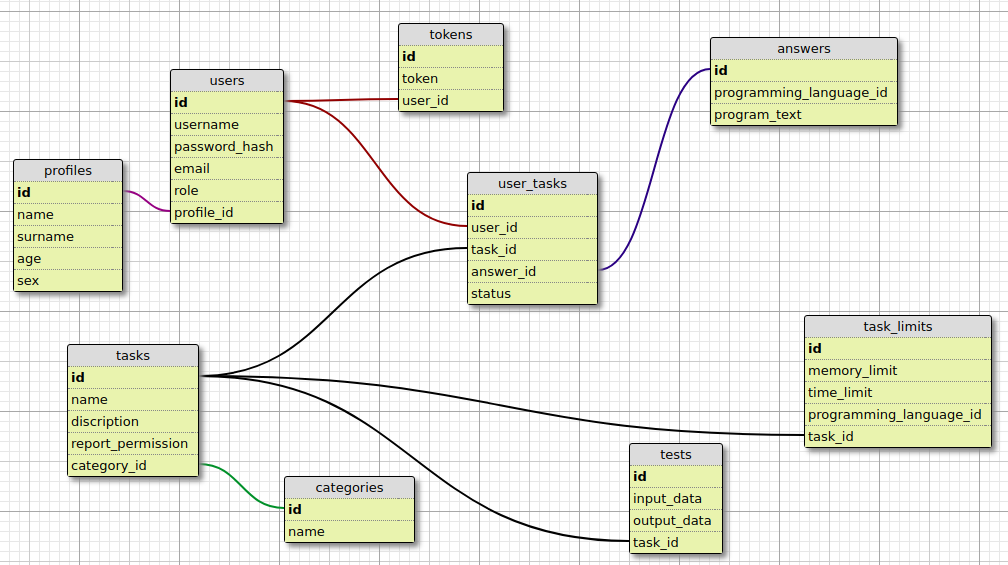 tokens
id
token
user_id
answers
id
programming_language_id
program_text
users
id
username
password_hash
email
role
profile_id
profiles
id
name
surname
age
sex
user_tasks
id
user_id
task_id
answer_id
status
task_limits
id
memory_limit
time_limit
programming_language_id
task_id
tasks
id
name
discription
report_permission
category_id
tests
id
input_data
output_data
task_id
categories
id
name